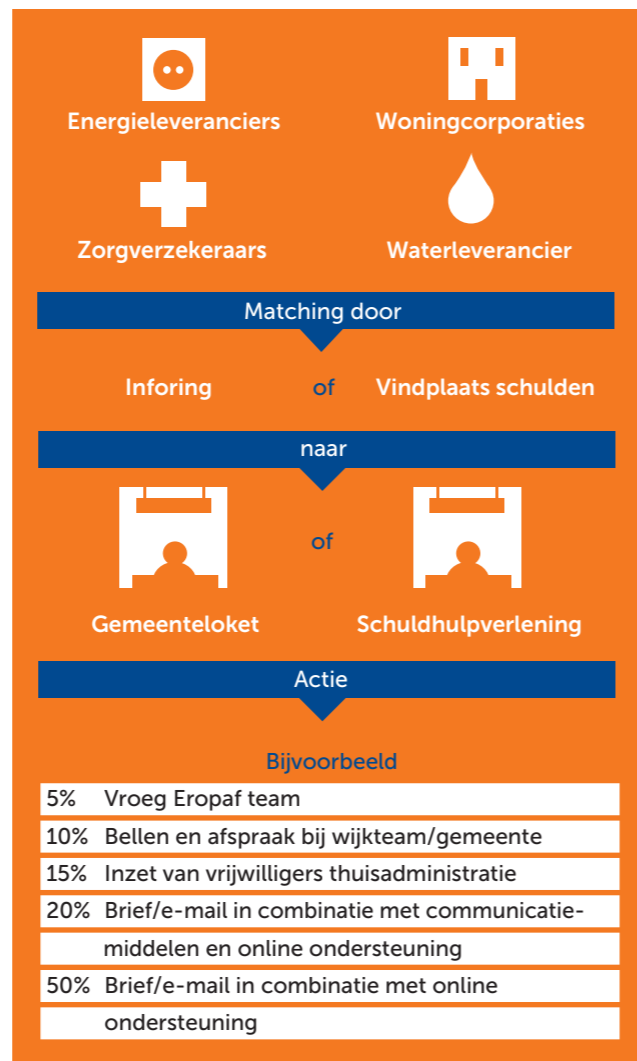 Energieleveranciers
Woningcorporaties
Zorgverzekeraars
Waterleverancier
Matching door
Inforing of Vindplaats schulden
naar
of
Gemeenteloket
Schuldhulpverlening
Actie
Bijvoorbeeld
5% Vroeg Eropaf team
10% Bellen en afspraak bij wijkteam/gemeente
15% Inzet van vrijwilligers thuisadministratie
20% Brief/e-mail in combinatie met communicatie-
middelen en online ondersteuning
50% Brief/e-mail in combinatie met online
ondersteuning